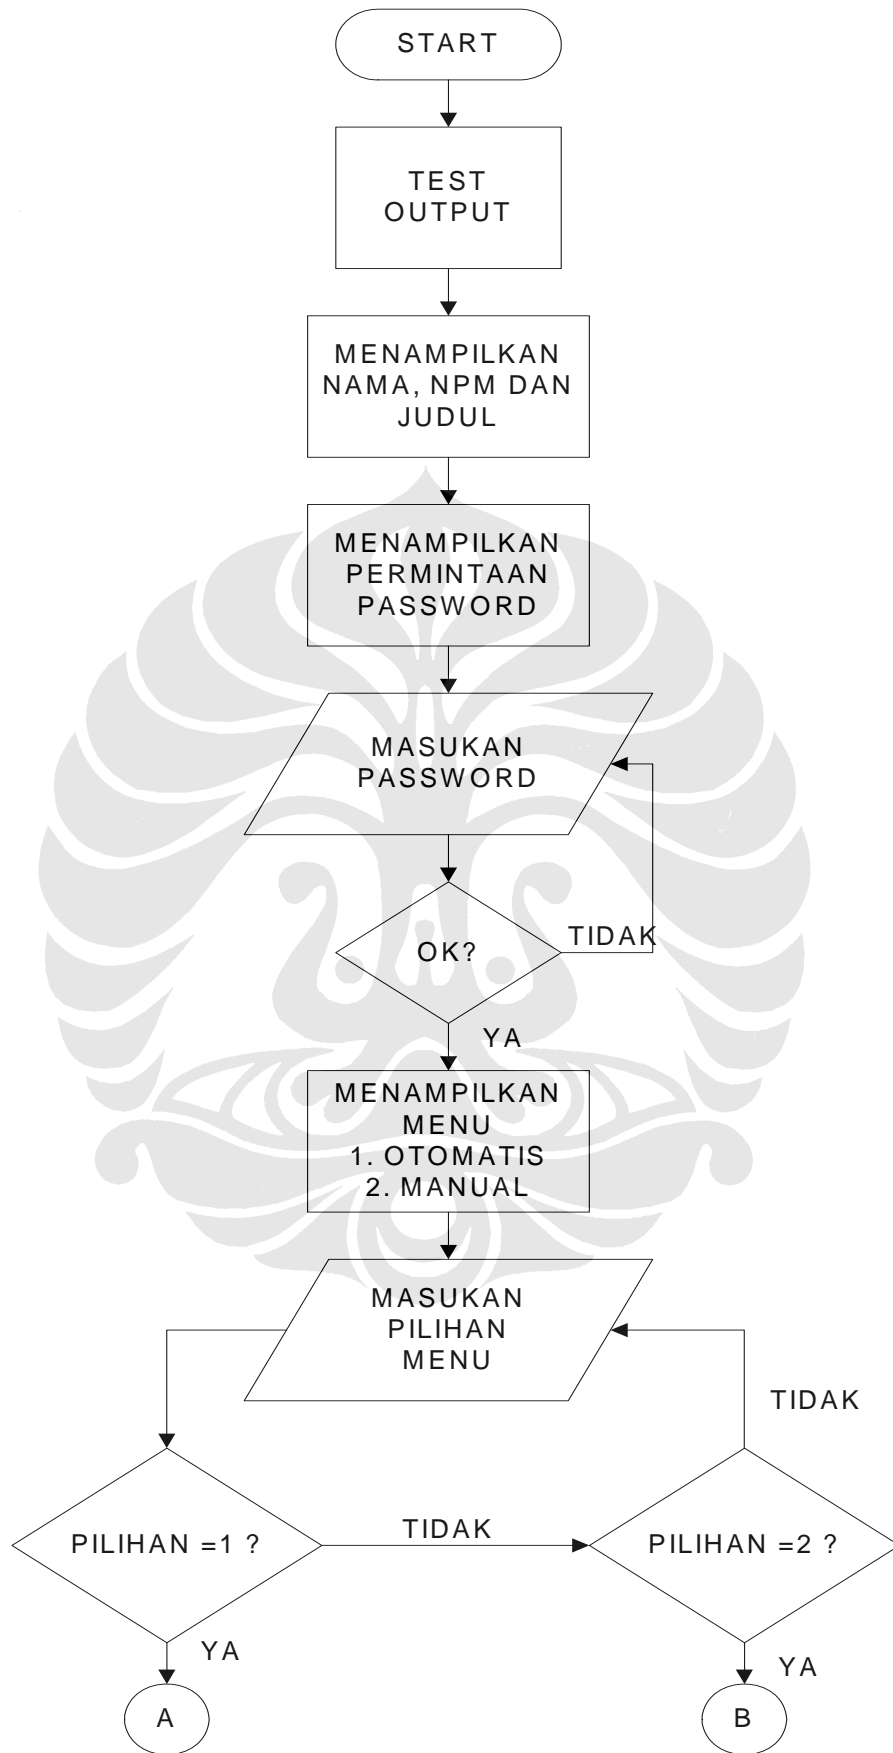 START
TEST
OUTPUT
MENAMPILKAN
NAMA, NPM DAN
JUDUL
MENAMPILKAN
PERMINTAAN
PASSWORD
MASUKAN
PASSWORD
OK?
TIDAK
YA
MENAMPILKAN
MENU
1. OTOMATIS
2. MANUAL
MASUKAN
PILIHAN
MENU
TIDAK
PILIHAN =1 ?
TIDAK
PILIHAN =2 ?
YA
YA
A
B